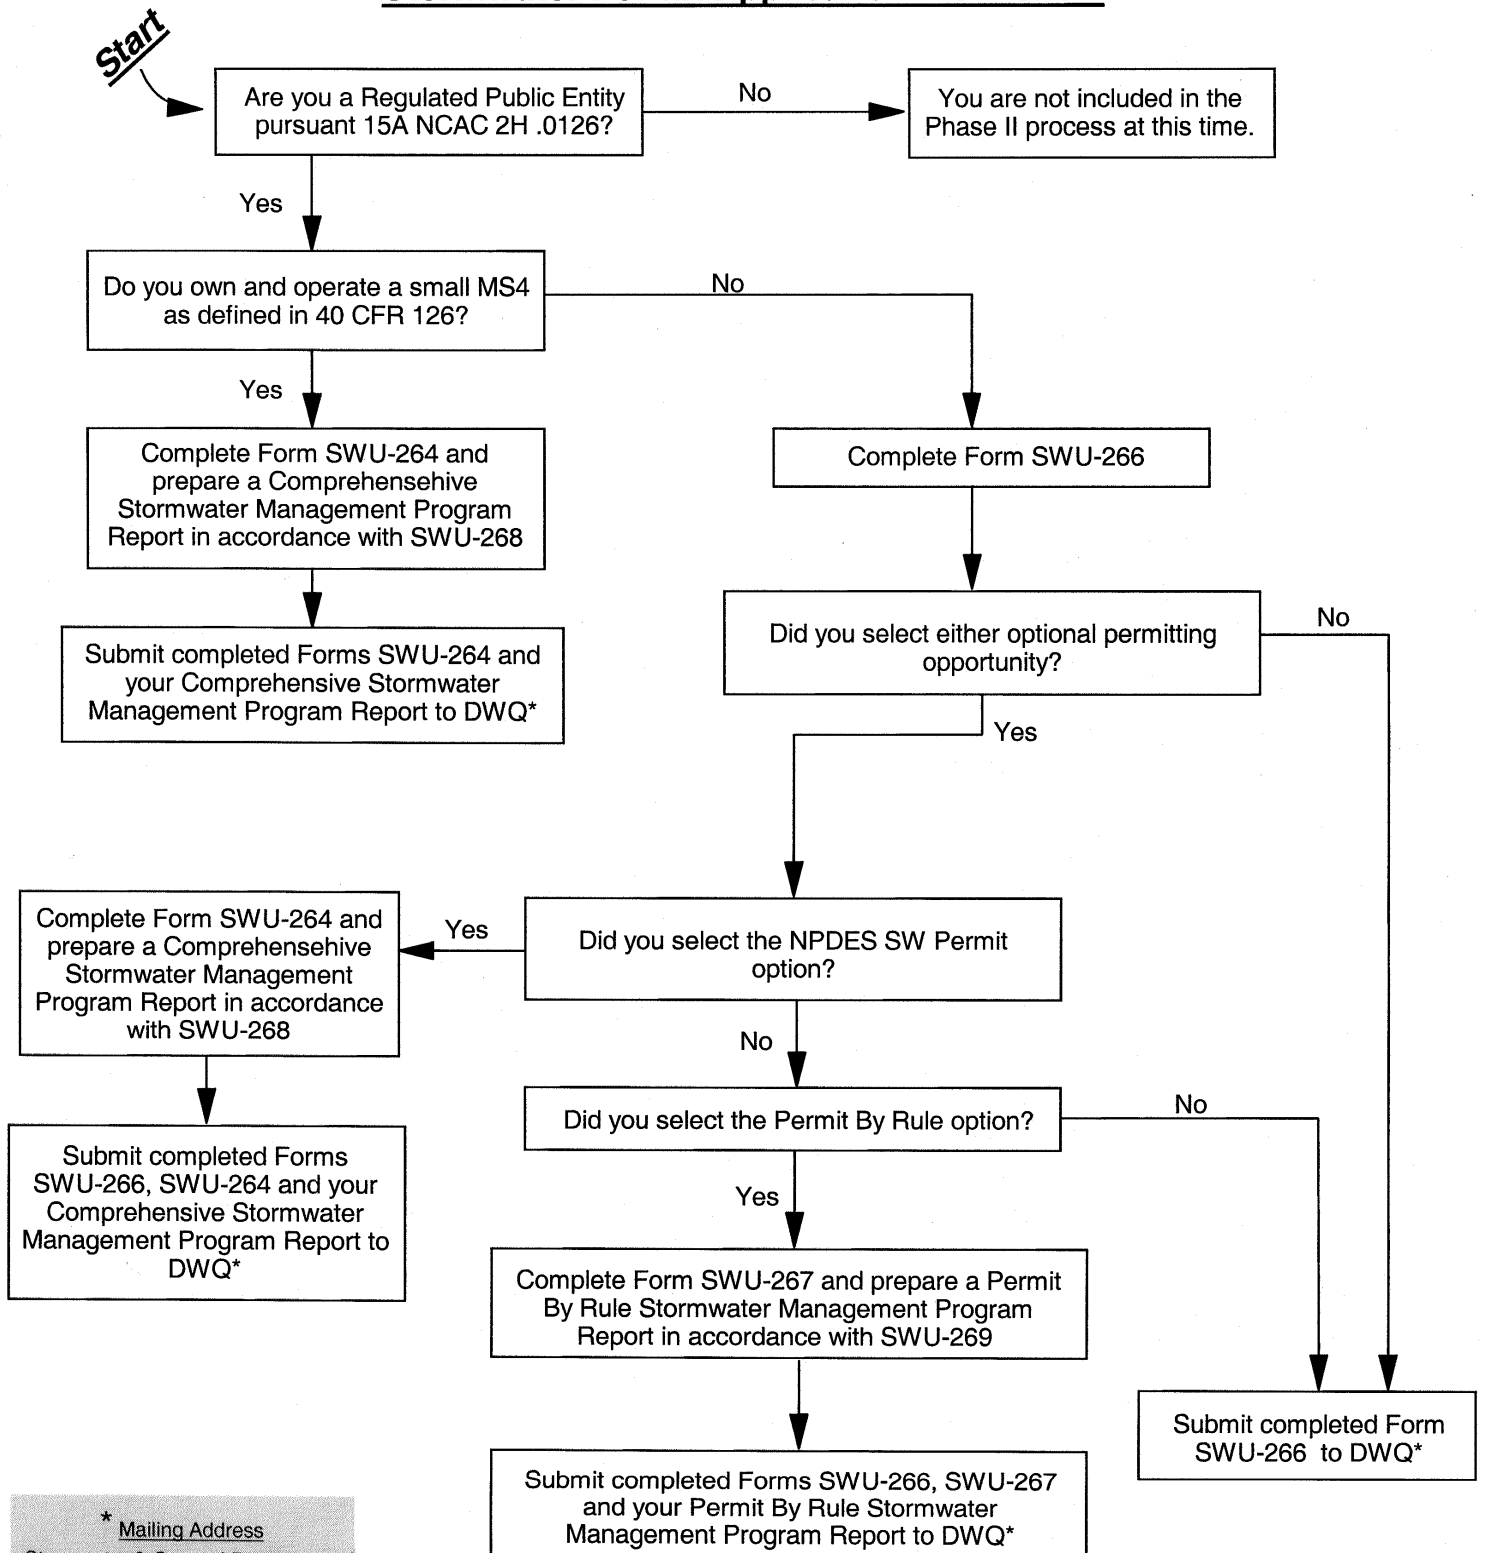 Start
Are you a Regulated Public Entity
pursuant 15A NCAC 2H .0126?
No
You are not included in the
Phase II process at this time.
Yes
Do you own and operate a small MS4
as defined in 40 CFR 126?
No
Yes
Complete Form SWU-264 and
prepare a Comprehensehive
Stormwater Management Program
Report in accordance with SWU-268
Complete Form SWU-266
Submit completed Forms SWU-264 and
your Comprehensive Stormwater
Management Program Report to DWQ*
Did you select either optional permitting
opportunity?
No
Yes
Did you select the NPDES SW Permit
option?
Yes
Complete Form SWU-264 and
prepare a Comprehensehive
Stormwater Management
Program Report in accordance
with SWU-268
No
Did you select the Permit By Rule option?
No
Submit completed Forms
SWU-266, SWU-264 and your
Comprehensive Stormwater
Management Program Report to
DWQ*
Yes
Complete Form SWU-267 and prepare a Permit
By Rule Stormwater Management Program
Report in accordance with SWU-269
Submit completed Form
SWU-266 to DWQ*
Submit completed Forms SWU-266, SWU-267
and your Permit By Rule Stormwater
Management Program Report to DWQ*
* Mailing Address